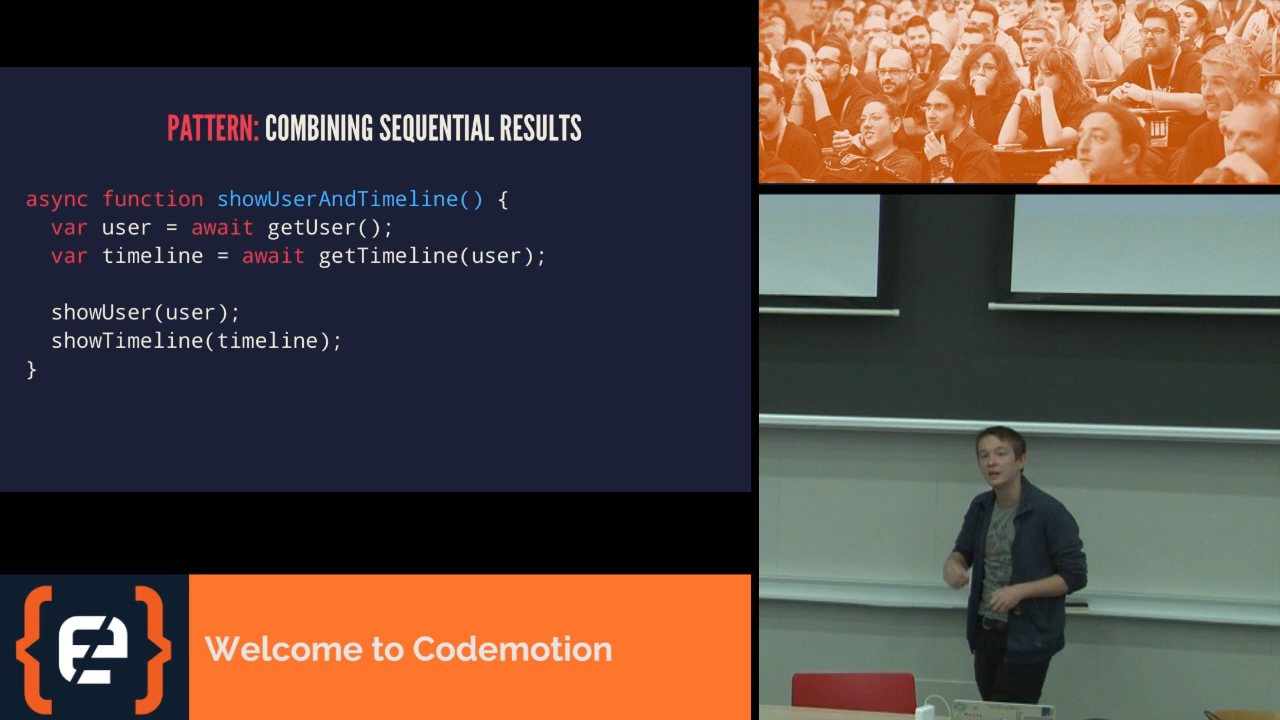 PATTERN: COMBINING SEQUENTIAL RESULTS
async function showUserAndTimeline() {
var user = await getUser();
var timeline = await getTimeline(user);
showUser(user);
showTimeline(timeline);
}
Welcome to Codemotion